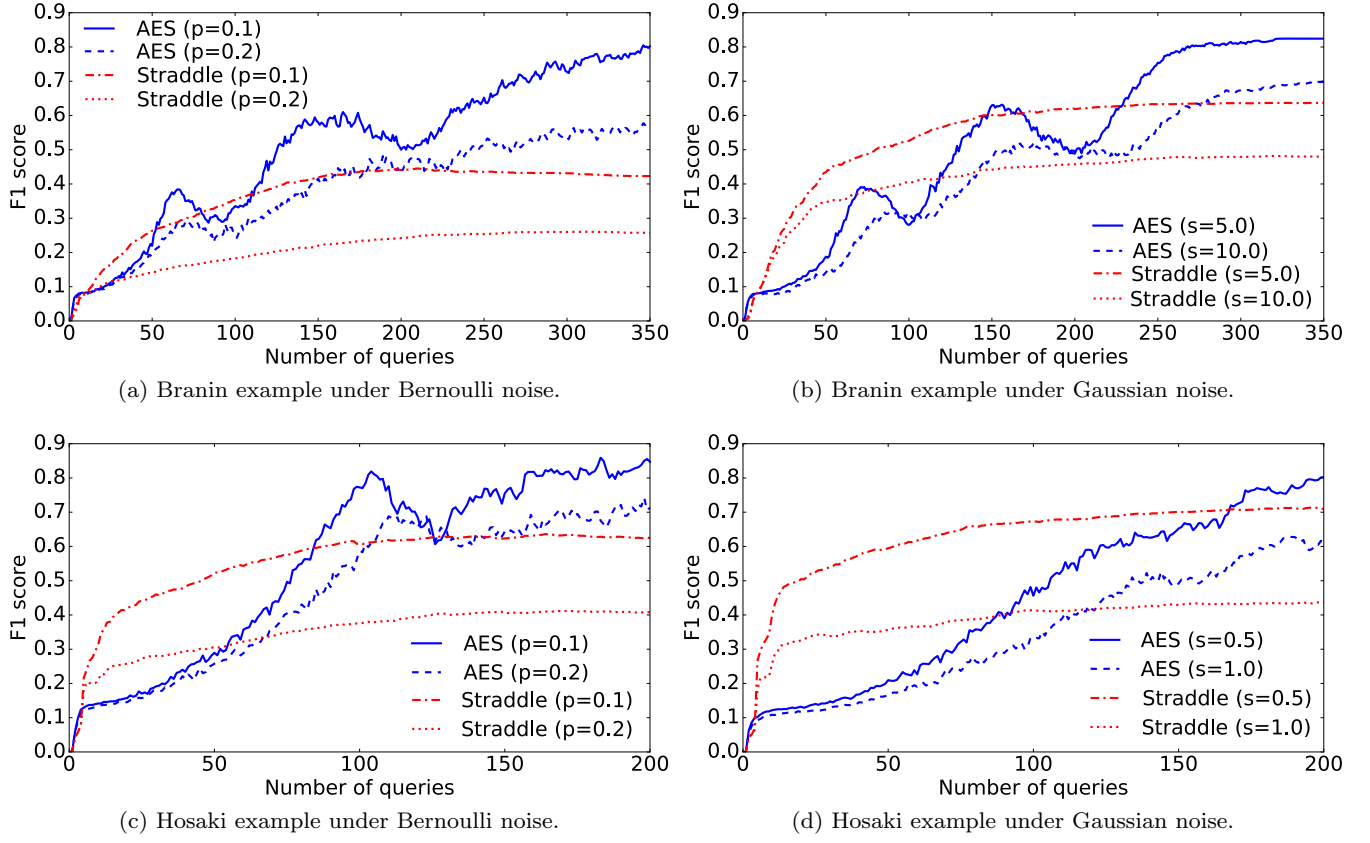 0.9
0.8
0.7
0.6
0.5
0.4
0.3
0.2
0.1
0.0
F1 score
AES (p=0.1)
AES (p=0.2)
Straddle (p=0.1)
Straddle (p=0.2)
0 50 100 150 200 250 300 350
Number of queries
(a) Branin example under Bernoulli noise.
0.9
0.8
0.7
0.6
0.5
0.4
0.3
0.2
0.1
0.0
F1 score
AES (s=5.0)
AES (s=10.0)
Straddle (s=5.0)
Straddle (s=10.0)
0 50 100 150 200 250 300 350
Number of queries
(b) Branin example under Gaussian noise.
0.9
0.8
0.7
0.6
0.5
0.4
0.3
0.2
0.1
0.0
F1 score
AES (p=0.1)
AES (p=0.2)
Straddle (p=0.1)
Straddle (p=0.2)
0 50 100 150 200
Number of queries
(c) Hosaki example under Bernoulli noise.
0.9
0.8
0.7
0.6
0.5
0.4
0.3
0.2
0.1
0.0
F1 score
AES (s=0.5)
AES (s=1.0)
Straddle (s=0.5)
Straddle (s=1.0)
0 50 100 150 200
Number of queries
(d) Hosaki example under Gaussian noise.